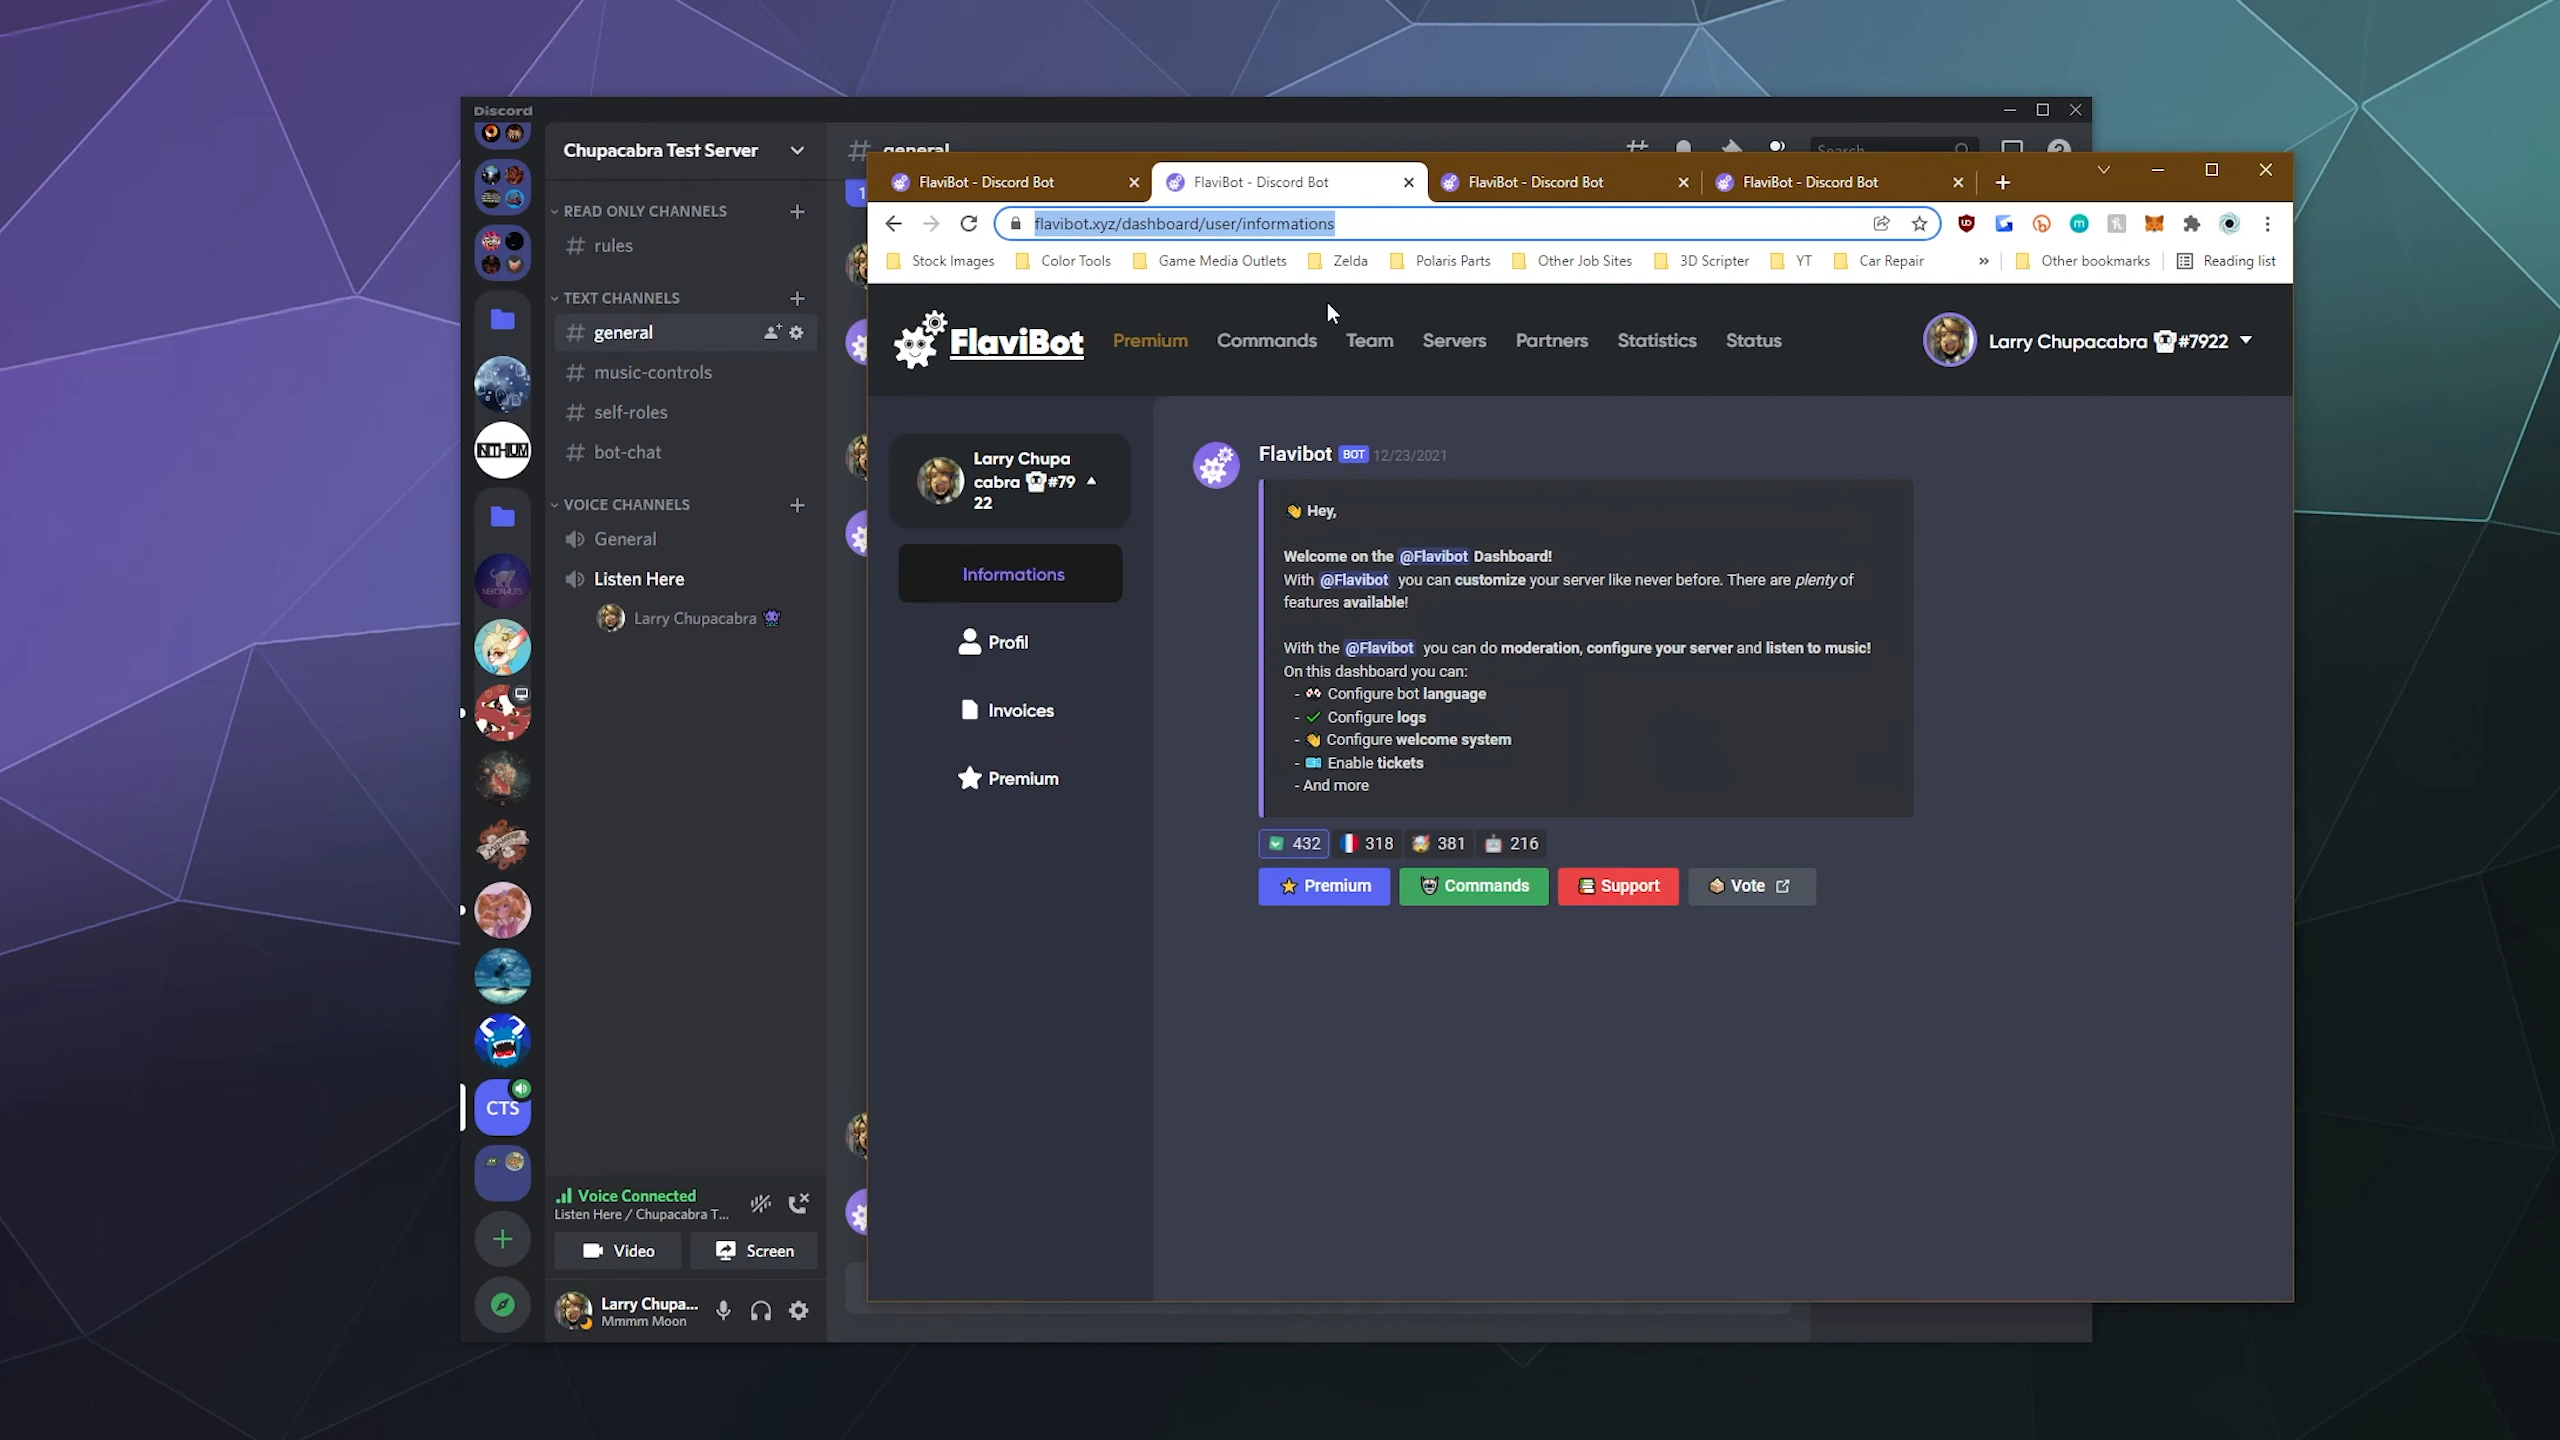 Discord
Chupacabra Test Server
READ ONLY CHANNELS
rules
TEXT CHANNELS
general
music-controls
self-roles
bot-chat
VOICE CHANNELS
General
Listen Here
Larry Chupacabra
NITHUM
CTS
Voice Connected
Listen Here / Chupacabra T...
Video
Screen
Larry Chupa...
Mmmm Moon
general
Search
1
FlaviBot - Discord Bot
FlaviBot - Discord Bot
FlaviBot - Discord Bot
FlaviBot - Discord Bot
flavibot.xyz/dashboard/user/informations
Stock Images
Color Tools
Game Media Outlets
Zelda
Polaris Parts
Other Job Sites
3D Scripter
YT
Car Repair
»
Other bookmarks
Reading list
FlaviBot
Premium
Commands
Team
Servers
Partners
Statistics
Status
Larry Chupacabra #7922
Larry Chupa
cabra #79
22
Informations
Profil
Invoices
Premium
Flavibot BOT 12/23/2021
👋 Hey,
Welcome on the @Flavibot Dashboard!
With @Flavibot you can customize your server like never before. There are plenty of
features available!
With the @Flavibot you can do moderation, configure your server and listen to music!
On this dashboard you can:
- Configure bot language
- ✔ Configure logs
- 👋 Configure welcome system
- 🎫 Enable tickets
- And more
432
318
381
216
⭐ Premium
Commands
Support
Vote